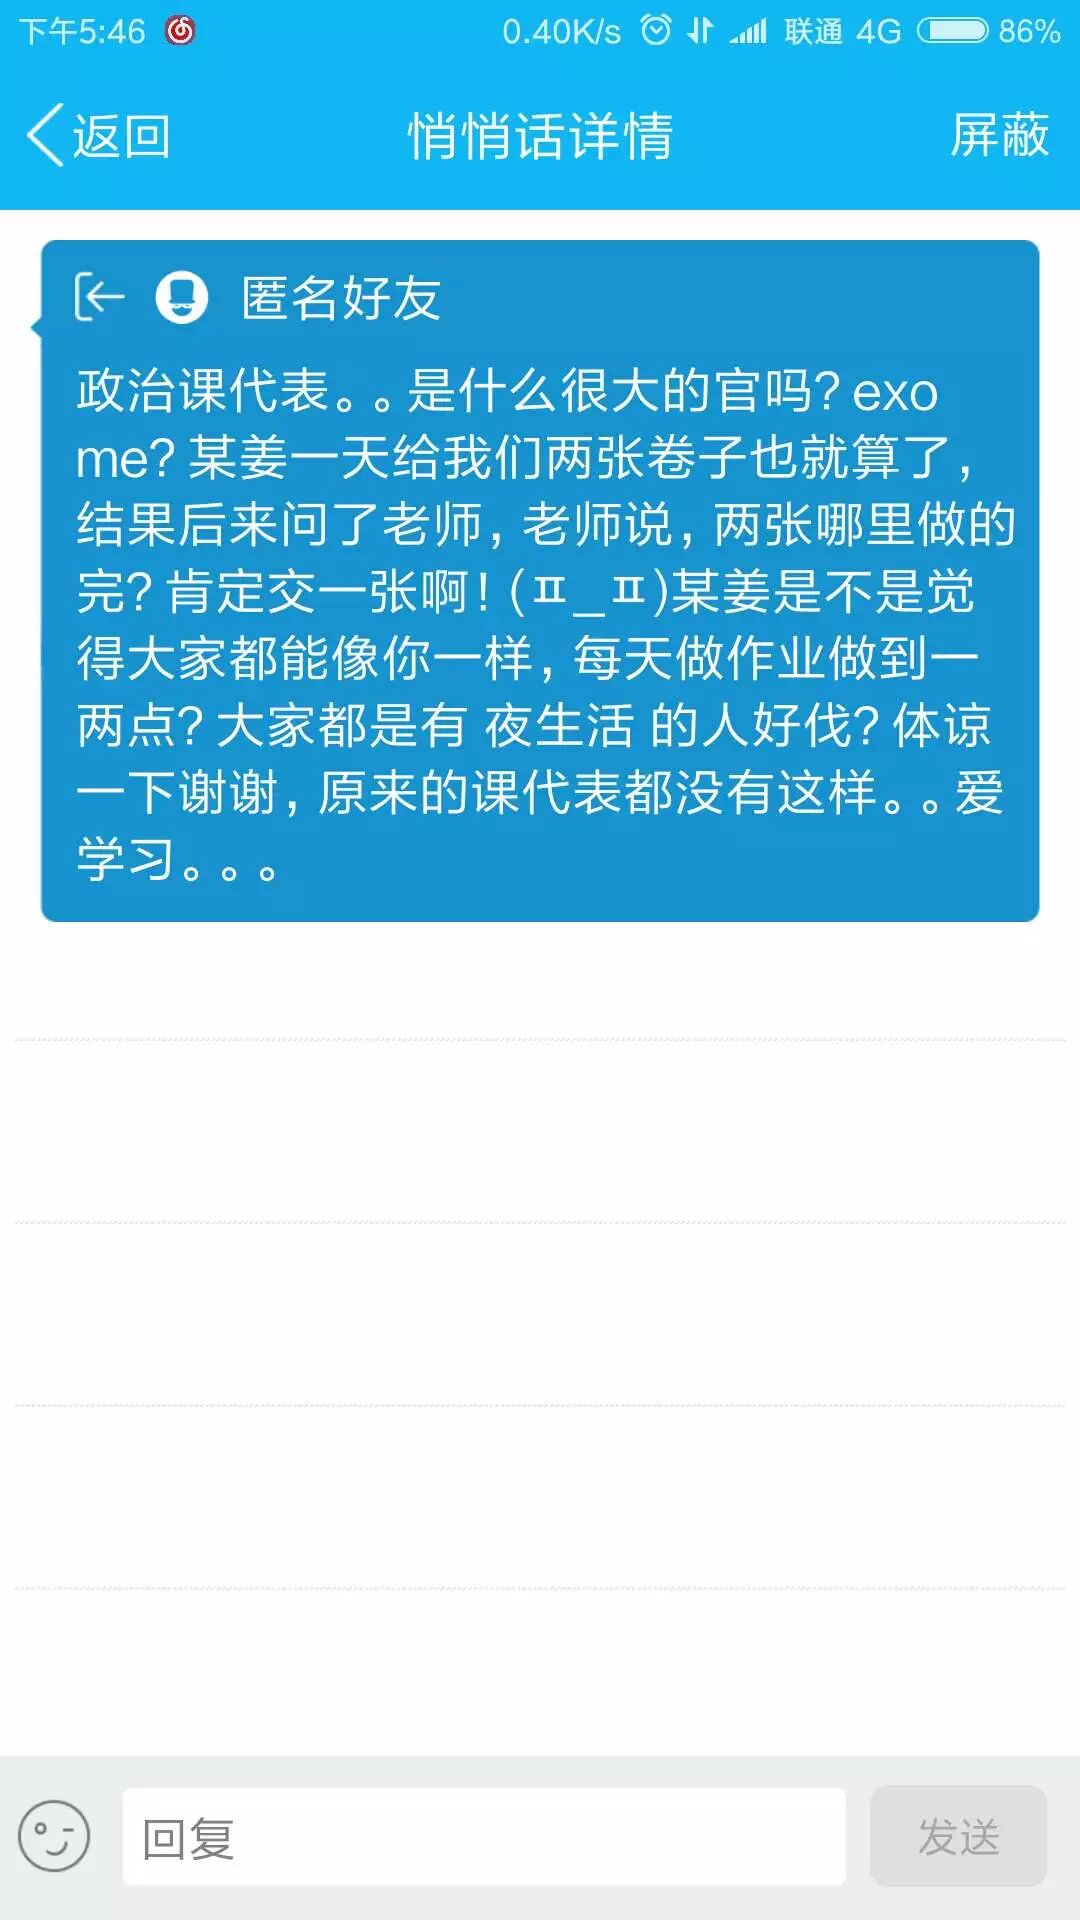 下午5:46 0.40K/s 联通 4G 86%
返回 悄悄话详情 屏蔽
匿名好友
政治课代表。。是什么很大的官吗?exo
me?某姜一天给我们两张卷子也就算了,
结果后来问了老师,老师说,两张哪里做的
完?肯定交一张啊!(ㅍ_ㅍ)某姜是不是觉
得大家都能像你一样,每天做作业做到一
两点?大家都是有 夜生活 的人好伐?体谅
一下谢谢,原来的课代表都没有这样。。爱
学习。。。
回复 发送